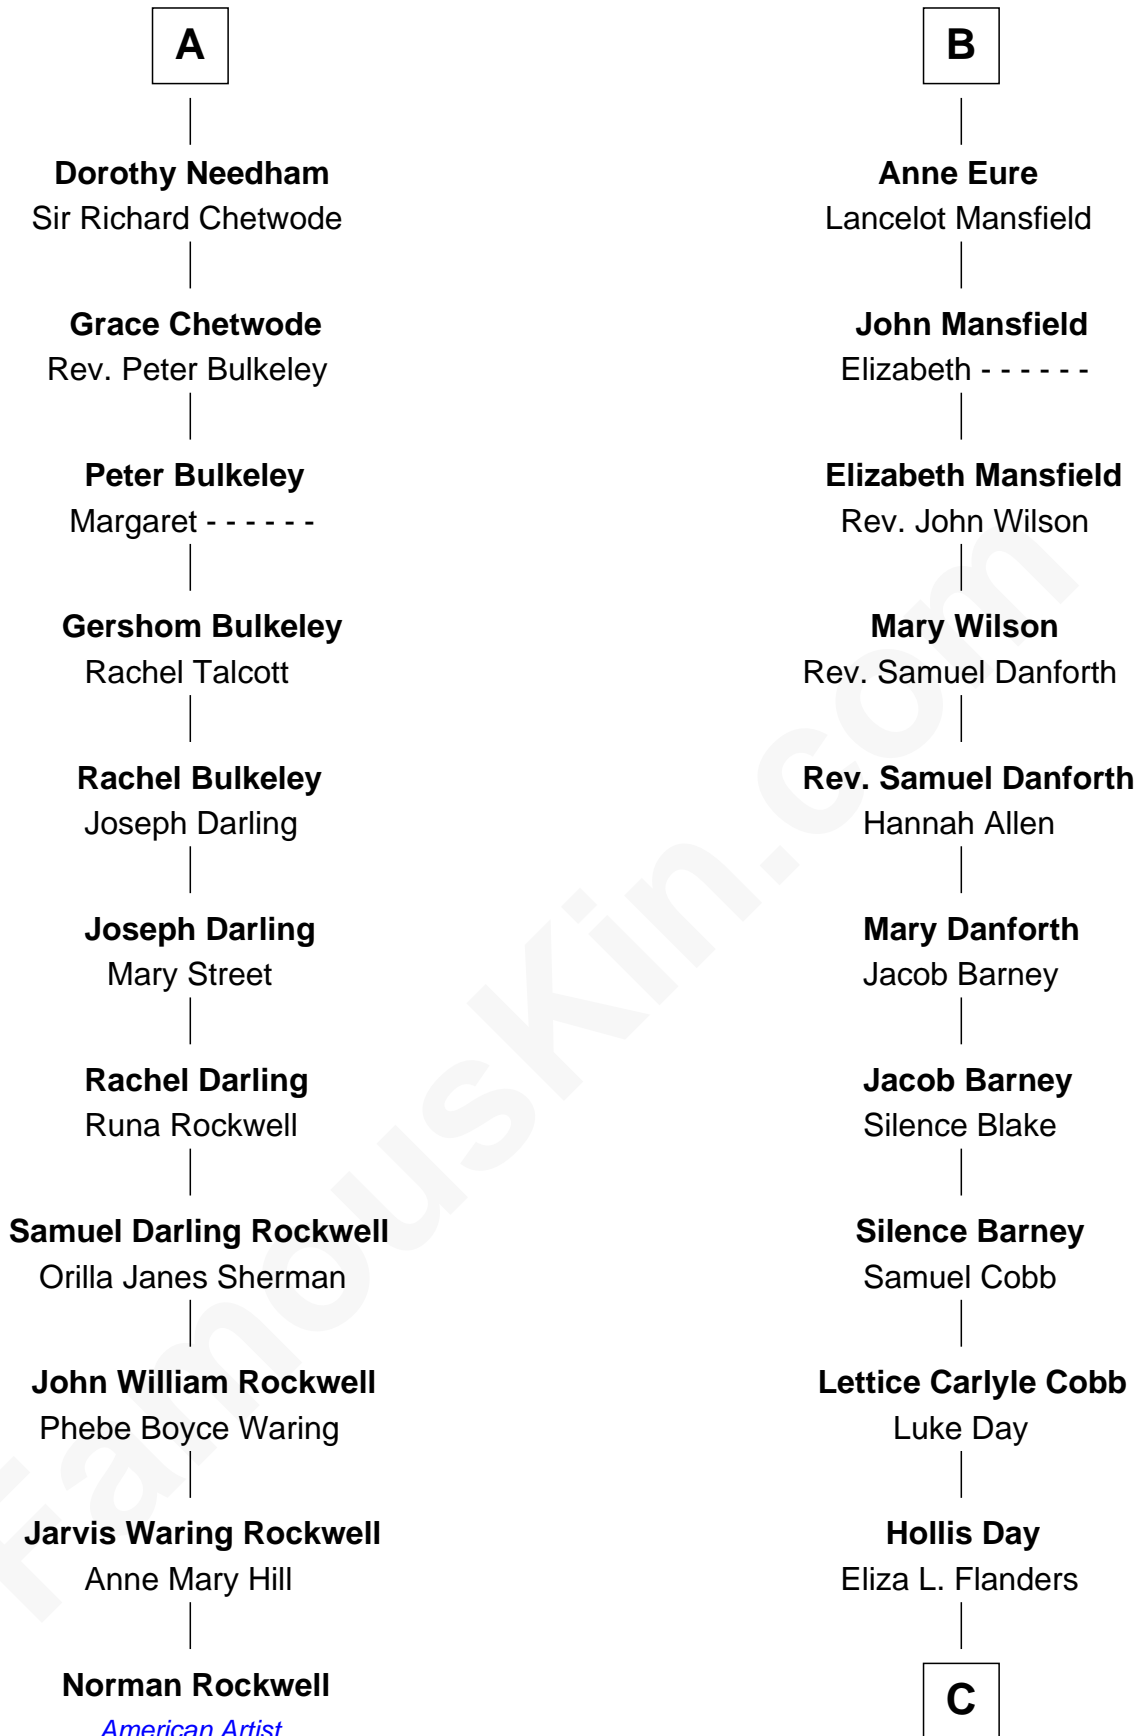 A
Dorothy Needham
Sir Richard Chetwode
Grace Chetwode
Rev. Peter Bulkeley
Peter Bulkeley
Margaret - - - - - -
Gershom Bulkeley
Rachel Talcott
Rachel Bulkeley
Joseph Darling
Joseph Darling
Mary Street
Rachel Darling
Runa Rockwell
Samuel Darling Rockwell
Orilla Janes Sherman
John William Rockwell
Phebe Boyce Waring
Jarvis Waring Rockwell
Anne Mary Hill
Norman Rockwell
American Artist
B
Anne Eure
Lancelot Mansfield
John Mansfield
Elizabeth - - - - - -
Elizabeth Mansfield
Rev. John Wilson
Mary Wilson
Rev. Samuel Danforth
Rev. Samuel Danforth
Hannah Allen
Mary Danforth
Jacob Barney
Jacob Barney
Silence Blake
Silence Barney
Samuel Cobb
Lettice Carlyle Cobb
Luke Day
Hollis Day
Eliza L. Flanders
C
FamousKin.com